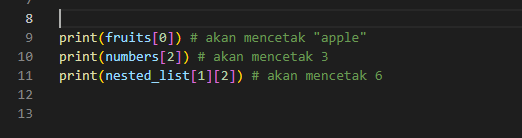 8
9 print(fruits[0]) # akan mencetak "apple"
10 print(numbers[2]) # akan mencetak 3
11 print(nested_list[1][2]) # akan mencetak 6
12
13